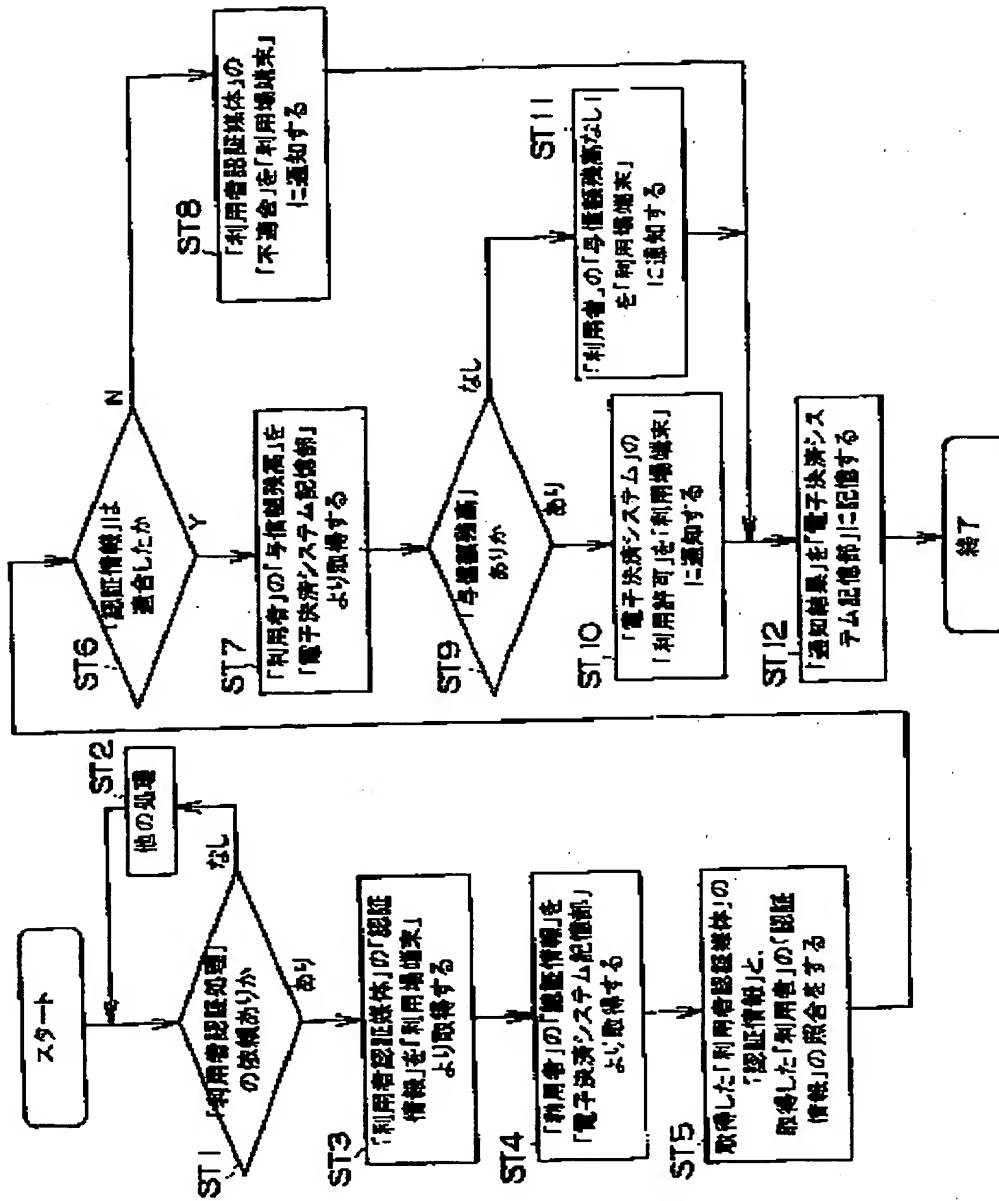 スタート
ST1
「利用者認証処理」
の依頼ありか
なし
あり
ST2
他の処理
ST3
「利用者認証媒体」の「認証
情報」を「利用場端末」
より取得する
ST4
「利用者」の「認証情報」を
「電子決済システム記憶部」
より取得する
ST5
取得した「利用者認証媒体」の
「認証情報」と、
取得した「利用者」の「認証
情報」の照合をする
ST6
「認証情報」は
適合したか
N
Y
ST7
「利用者」の「与信額残高」を
「電子決済システム記憶部」
より取得する
ST8
「利用者認証媒体」の
「不適合」を「利用場端末」
に通知する
ST9
「与信額残高」
ありか
なし
あり
ST10
「電子決済システム」の
「利用許可」を「利用場端末」
に通知する
ST11
「利用者」の「与信額残高なし」
を「利用場端末」
に通知する
ST12
「通知結果」を「電子決済シス
テム記憶部」に記憶する
終了